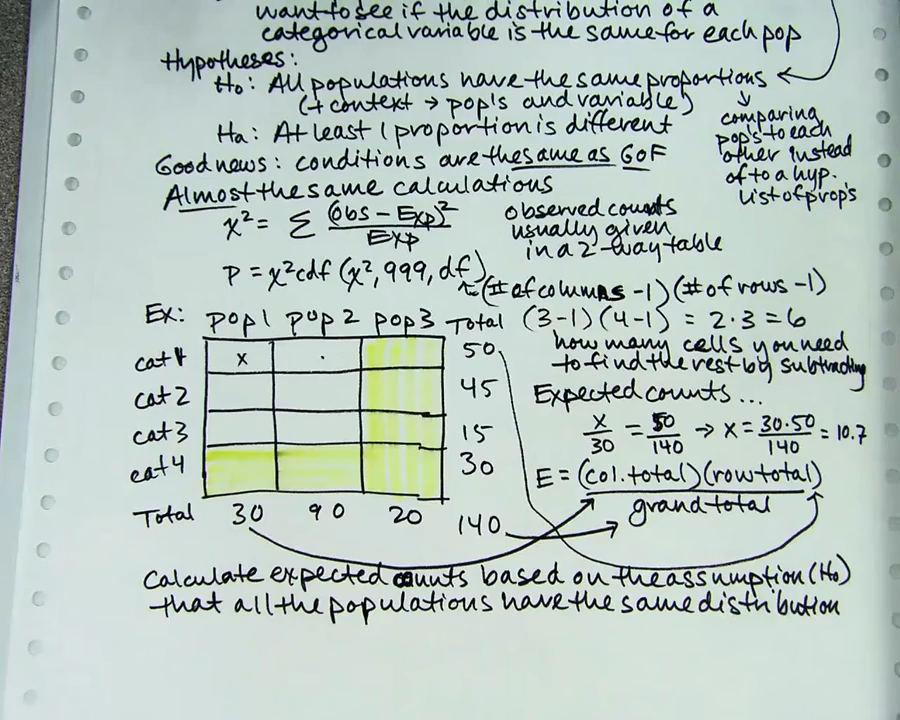 want to see if the distribution of a
categorical variable is the same for each pop
Hypotheses:
H₀: All populations have the same proportions
(+ context → pop's and variable)
Ha: At least 1 proportion is different
comparing
pop's to each
other instead
of to a hyp.
list of prop's
Good news: conditions are the same as GoF
Almost the same calculations
χ² = Σ (Obs - Exp)² / Exp
observed counts
usually given
in a 2-way table
P = χ²cdf (χ², 999, df)
(# of columns -1)(# of rows -1)
Ex: pop 1 pop 2 pop 3 Total
(3-1)(4-1) = 2·3 = 6
cat 1 x · 50
how many cells you need
to find the rest by subtracting
cat 2 45
Expected counts ...
cat 3 15
x/30 = 50/140 → x = 30·50/140 = 10.7
cat 4 30
E = (col. total)(row total) / grand total
Total 30 90 20 140
Calculate expected counts based on the assumption (H₀)
that all the populations have the same distribution